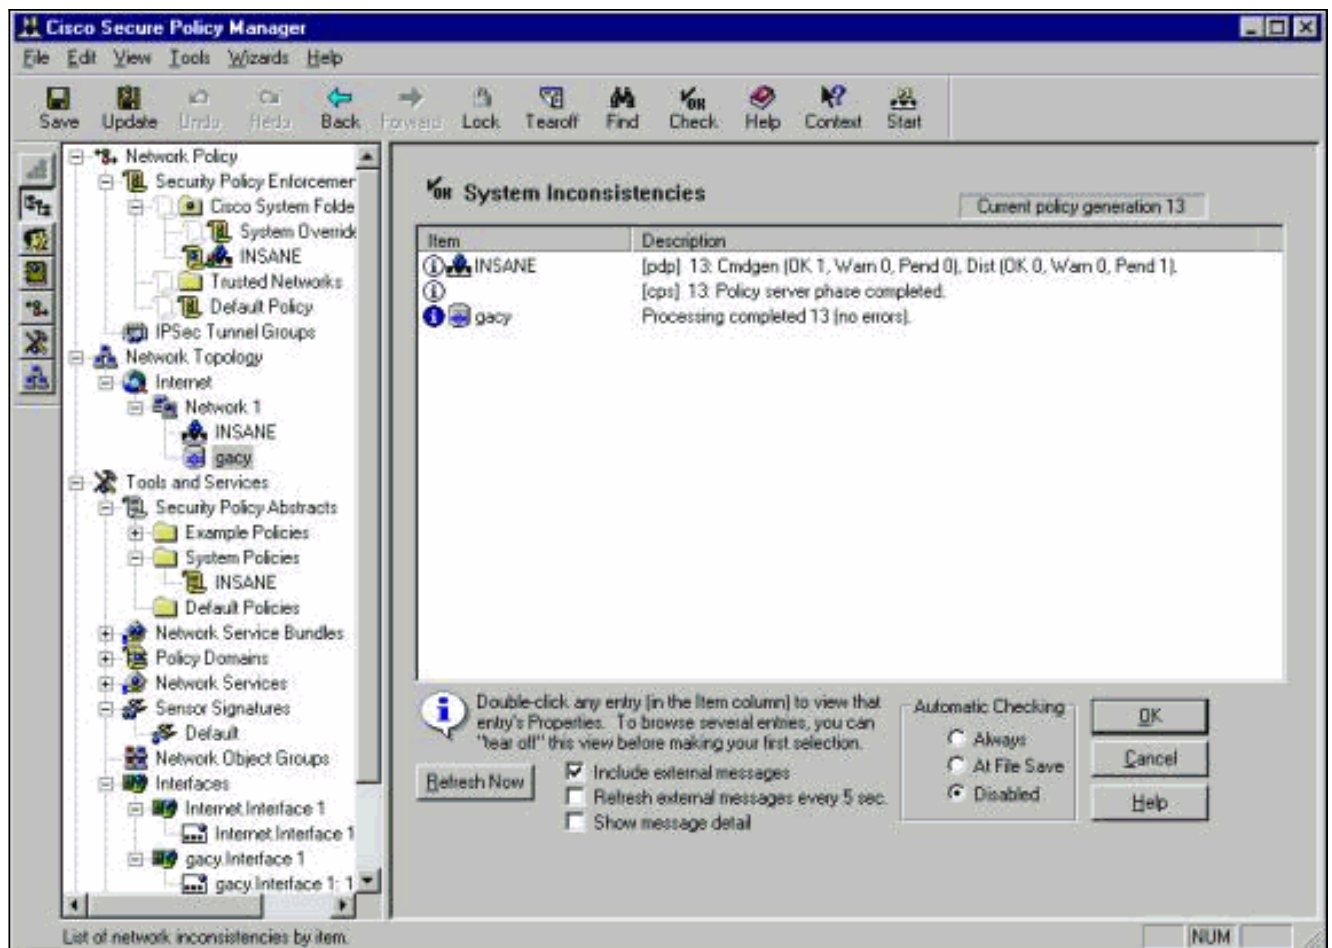 Cisco Secure Policy Manager
File Edit View Tools Wizards Help
Save Update Undo Redo Back Forward Lock Tearoff Find Check Help Context Start
Network Policy
Security Policy Enforcemer
Cisco System Folde
System Override
INSANE
Trusted Networks
Default Policy
IPSec Tunnel Groups
Network Topology
Internet
Network 1
INSANE
gacy
Tools and Services
Security Policy Abstracts
Example Policies
System Policies
INSANE
Default Policies
Network Service Bundles
Policy Domains
Network Services
Sensor Signatures
Default
Network Object Groups
Interfaces
Internet.Interface 1
Internet.Interface 1
gacy.Interface 1
gacy.Interface 1: 1
OK System Inconsistencies
Current policy generation 13
Item Description
INSANE [pdp] 13: Cmdgen (OK 1, Warn 0, Pend 0), Dist (OK 0, Warn 0, Pend 1).
[cps] 13: Policy server phase completed.
gacy Processing completed 13 (no errors).
Double-click any entry (in the Item column) to view that
entry's Properties. To browse several entries, you can
"tear off" this view before making your first selection.
Refresh Now
Include external messages
Refresh external messages every 5 sec.
Show message detail
Automatic Checking
Always
At File Save
Disabled
OK
Cancel
Help
List of network inconsistencies by item.
NUM